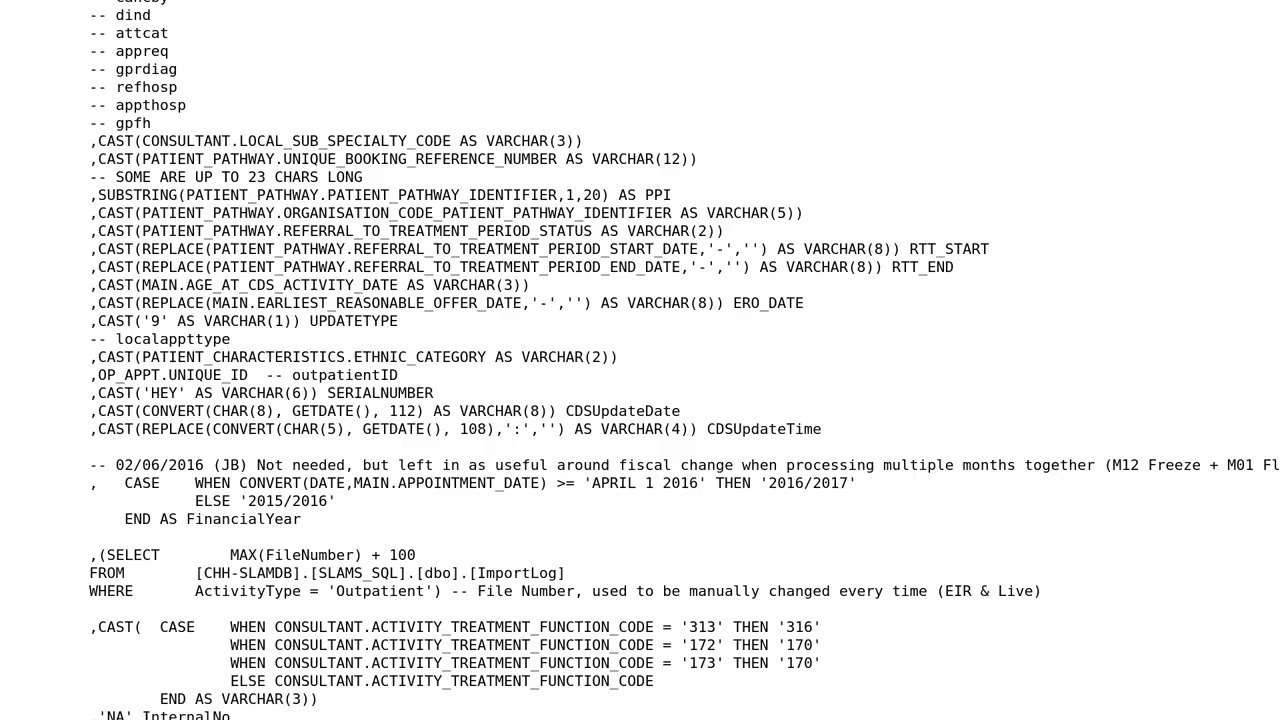 -- dind
-- attcat
-- appreq
-- gprdiag
-- refhosp
-- appthosp
-- gpfh
,CAST(CONSULTANT.LOCAL_SUB_SPECIALTY_CODE AS VARCHAR(3))
,CAST(PATIENT_PATHWAY.UNIQUE_BOOKING_REFERENCE_NUMBER AS VARCHAR(12))
-- SOME ARE UP TO 23 CHARS LONG
,SUBSTRING(PATIENT_PATHWAY.PATIENT_PATHWAY_IDENTIFIER,1,20) AS PPI
,CAST(PATIENT_PATHWAY.ORGANISATION_CODE_PATIENT_PATHWAY_IDENTIFIER AS VARCHAR(5))
,CAST(PATIENT_PATHWAY.REFERRAL_TO_TREATMENT_PERIOD_STATUS AS VARCHAR(2))
,CAST(REPLACE(PATIENT_PATHWAY.REFERRAL_TO_TREATMENT_PERIOD_START_DATE,'-','') AS VARCHAR(8)) RTT_START
,CAST(REPLACE(PATIENT_PATHWAY.REFERRAL_TO_TREATMENT_PERIOD_END_DATE,'-','') AS VARCHAR(8)) RTT_END
,CAST(MAIN.AGE_AT_CDS_ACTIVITY_DATE AS VARCHAR(3))
,CAST(REPLACE(MAIN.EARLIEST_REASONABLE_OFFER_DATE,'-','') AS VARCHAR(8)) ERO_DATE
,CAST('9' AS VARCHAR(1)) UPDATETYPE
-- localappttype
,CAST(PATIENT_CHARACTERISTICS.ETHNIC_CATEGORY AS VARCHAR(2))
,OP_APPT.UNIQUE_ID  -- outpatientID
,CAST('HEY' AS VARCHAR(6)) SERIALNUMBER
,CAST(CONVERT(CHAR(8), GETDATE(), 112) AS VARCHAR(8)) CDSUpdateDate
,CAST(REPLACE(CONVERT(CHAR(5), GETDATE(), 108),':','') AS VARCHAR(4)) CDSUpdateTime
-- 02/06/2016 (JB) Not needed, but left in as useful around fiscal change when processing multiple months together (M12 Freeze + M01 Fl
,   CASE    WHEN CONVERT(DATE,MAIN.APPOINTMENT_DATE) >= 'APRIL 1 2016' THEN '2016/2017'
            ELSE '2015/2016'
    END AS FinancialYear
,(SELECT        MAX(FileNumber) + 100
FROM        [CHH-SLAMDB].[SLAMS_SQL].[dbo].[ImportLog]
WHERE       ActivityType = 'Outpatient') -- File Number, used to be manually changed every time (EIR & Live)
,CAST(  CASE    WHEN CONSULTANT.ACTIVITY_TREATMENT_FUNCTION_CODE = '313' THEN '316'
                WHEN CONSULTANT.ACTIVITY_TREATMENT_FUNCTION_CODE = '172' THEN '170'
                WHEN CONSULTANT.ACTIVITY_TREATMENT_FUNCTION_CODE = '173' THEN '170'
                ELSE CONSULTANT.ACTIVITY_TREATMENT_FUNCTION_CODE
        END AS VARCHAR(3))
,'NA' InternalNo